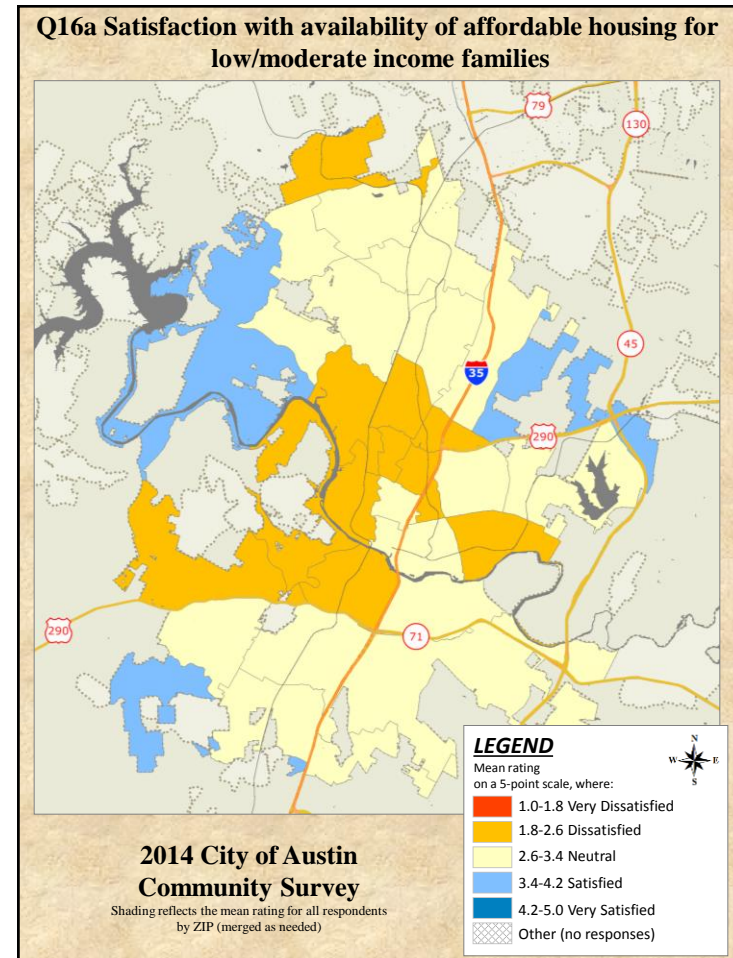 Q16a Satisfaction with availability of affordable housing for
low/moderate income families
79
130
45
35
290
290
71
LEGEND
Mean rating
on a 5-point scale, where:
N
W E
S
1.0-1.8 Very Dissatisfied
1.8-2.6 Dissatisfied
2.6-3.4 Neutral
3.4-4.2 Satisfied
4.2-5.0 Very Satisfied
Other (no responses)
2014 City of Austin
Community Survey
Shading reflects the mean rating for all respondents
by ZIP (merged as needed)